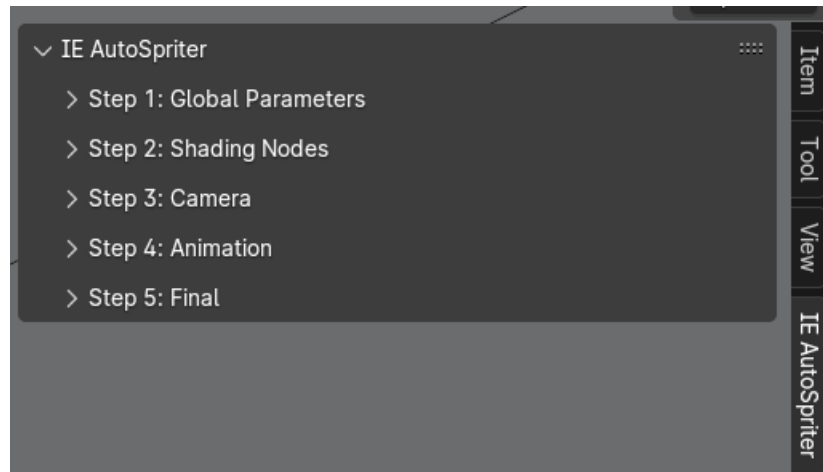 IE AutoSpriter
Step 1: Global Parameters
Step 2: Shading Nodes
Step 3: Camera
Step 4: Animation
Step 5: Final
Item
Tool
View
IE AutoSpriter